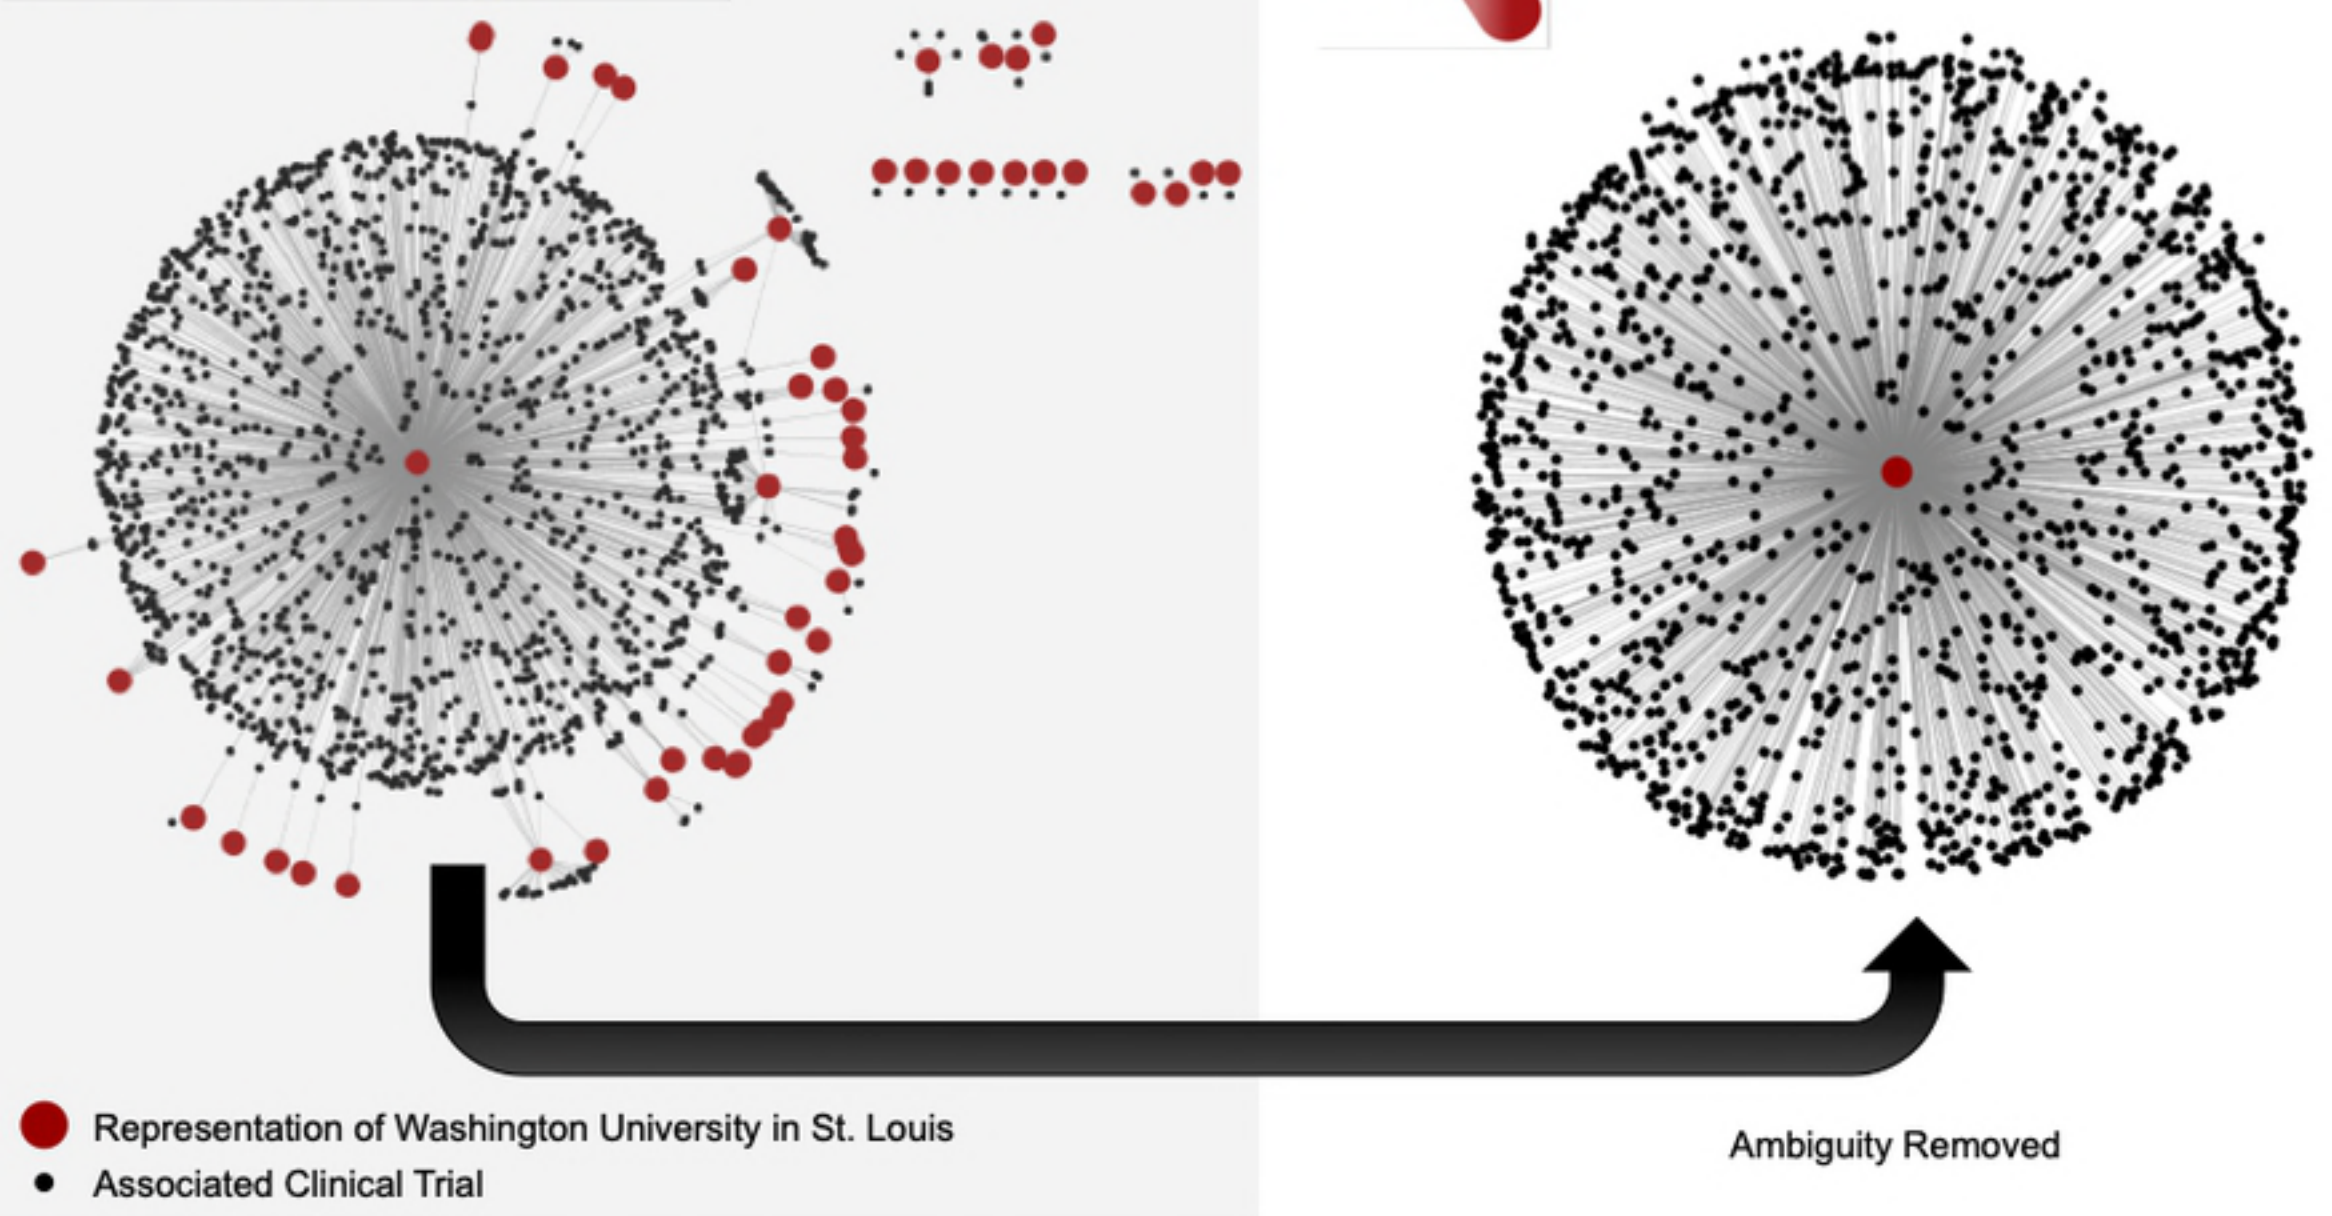 Representation of Washington University in St. Louis
Associated Clinical Trial
Ambiguity Removed